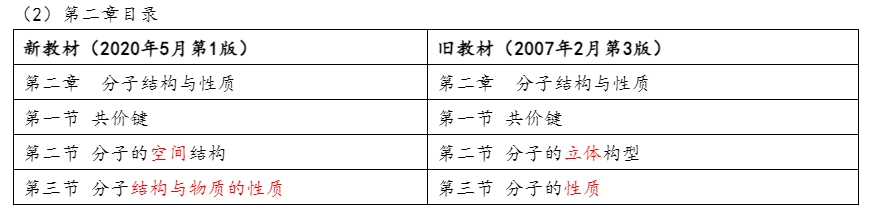 （2）第二章目录
新教材（2020年5月第1版） 旧教材（2007年2月第3版）
第二章 分子结构与性质 第二章 分子结构与性质
第一节 共价键 第一节 共价键
第二节 分子的空间结构 第二节 分子的立体构型
第三节 分子结构与物质的性质 第三节 分子的性质